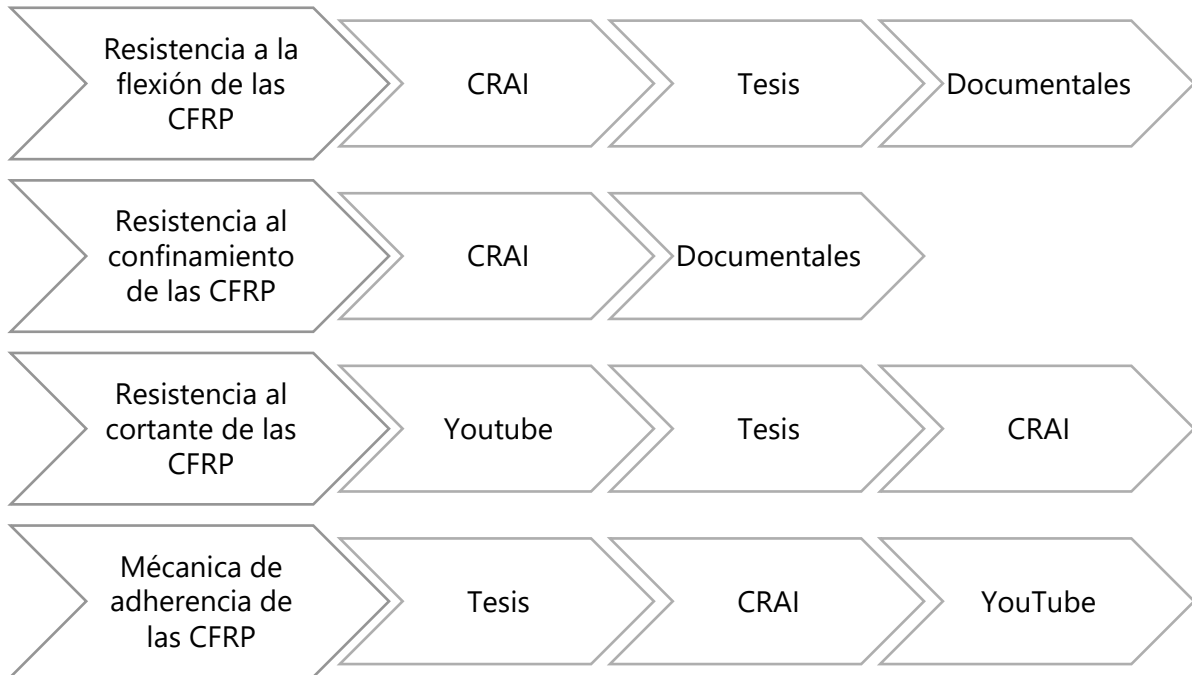 Resistencia a la
flexión de las
CFRP
CRAI
Tesis
Documentales
Resistencia al
confinamiento
de las CFRP
CRAI
Documentales
Resistencia al
cortante de las
CFRP
Youtube
Tesis
CRAI
Mécanica de
adherencia de
las CFRP
Tesis
CRAI
YouTube